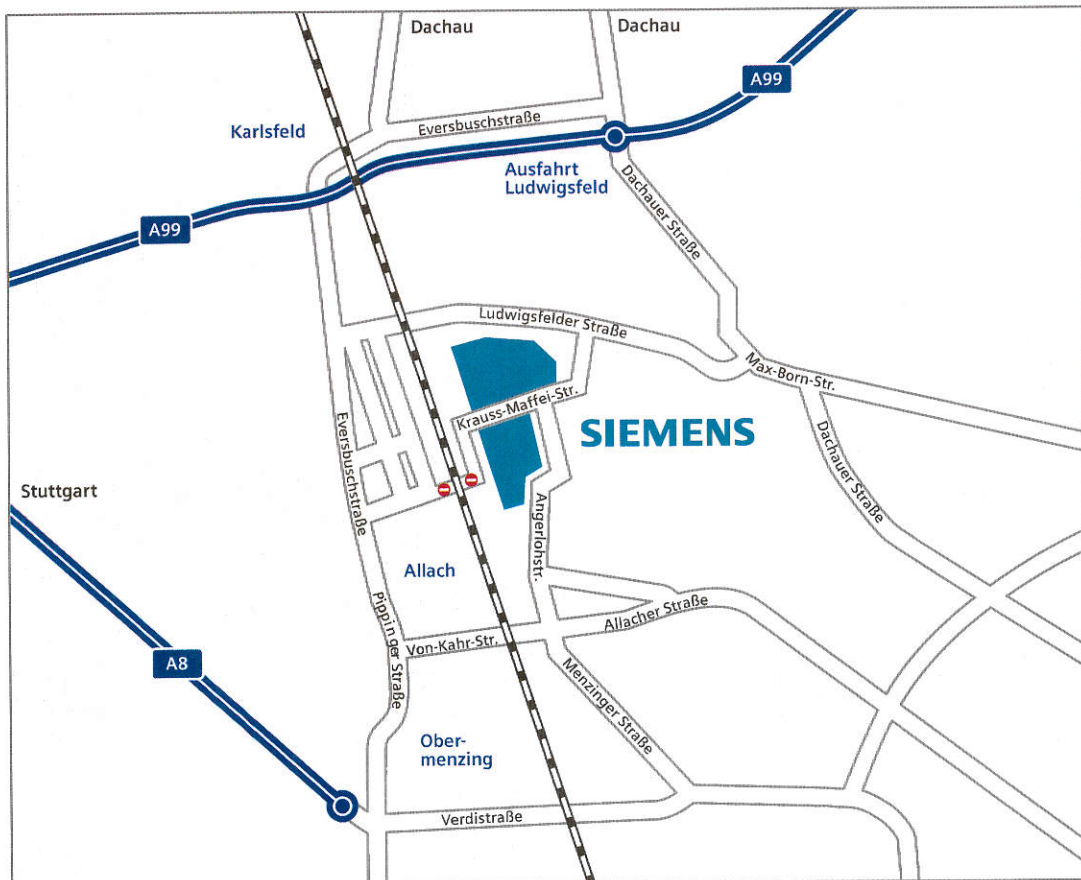 Dachau
Dachau
A99
Karlsfeld
Eversbuschstraße
Ausfahrt
Ludwigsfeld
Dachauer Straße
A99
Ludwigsfelder Straße
Max-Born-Str.
Krauss-Maffei-Str.
SIEMENS
Eversbuschstraße
Dachauer Straße
Stuttgart
Angerlohstr.
Allach
Pippinger Straße
Allacher Straße
Von-Kahr-Str.
A8
Menzinger Straße
Ober-
menzing
Verdistraße